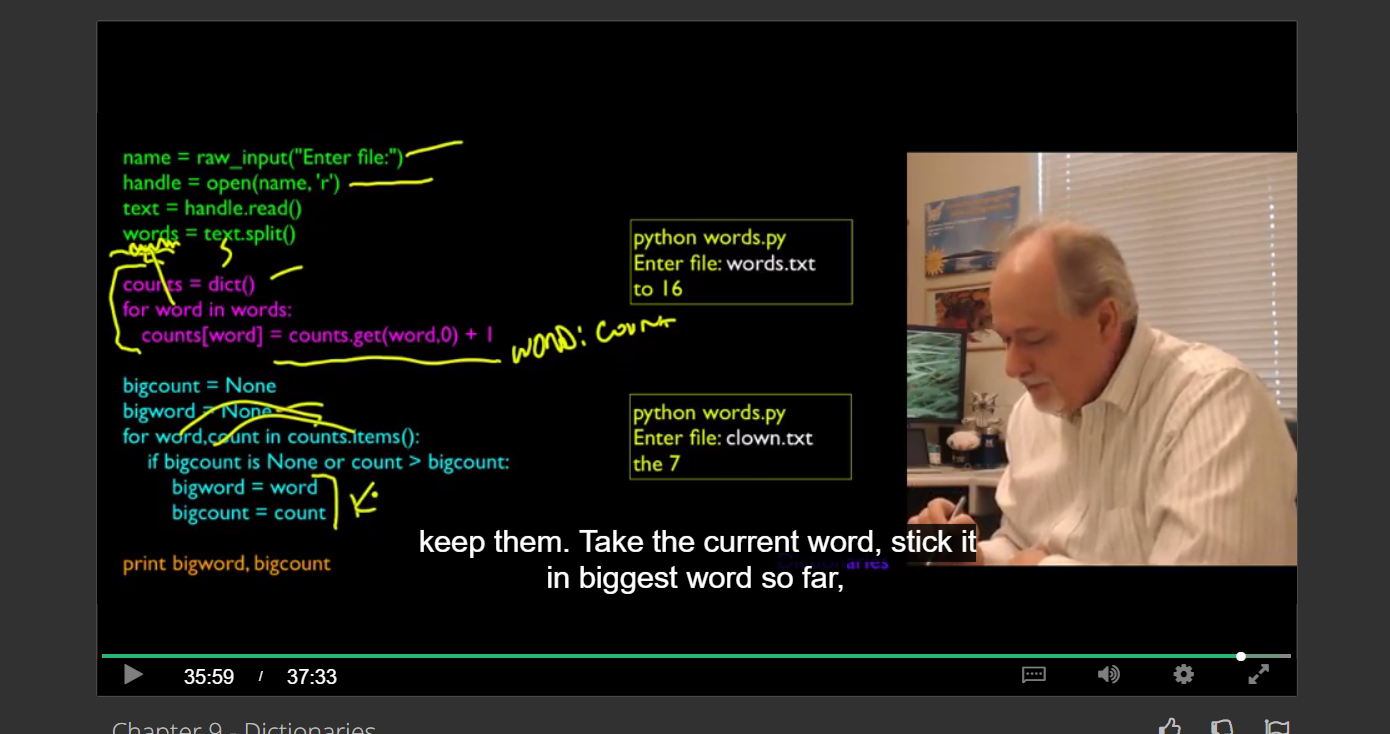 name = raw_input("Enter file:")
handle = open(name, 'r')
text = handle.read()
words = text.split()
counts = dict()
for word in words:
counts[word] = counts.get(word,0) + 1
WORD: COUNT
bigcount = None
bigword = None
for word,count in counts.items():
if bigcount is None or count > bigcount:
bigword = word
bigcount = count
print bigword, bigcount
python words.py
Enter file: words.txt
to 16
python words.py
Enter file: clown.txt
the 7
keep them. Take the current word, stick it
in biggest word so far,
35:59 / 37:33
Chapter 9 - Dictionaries